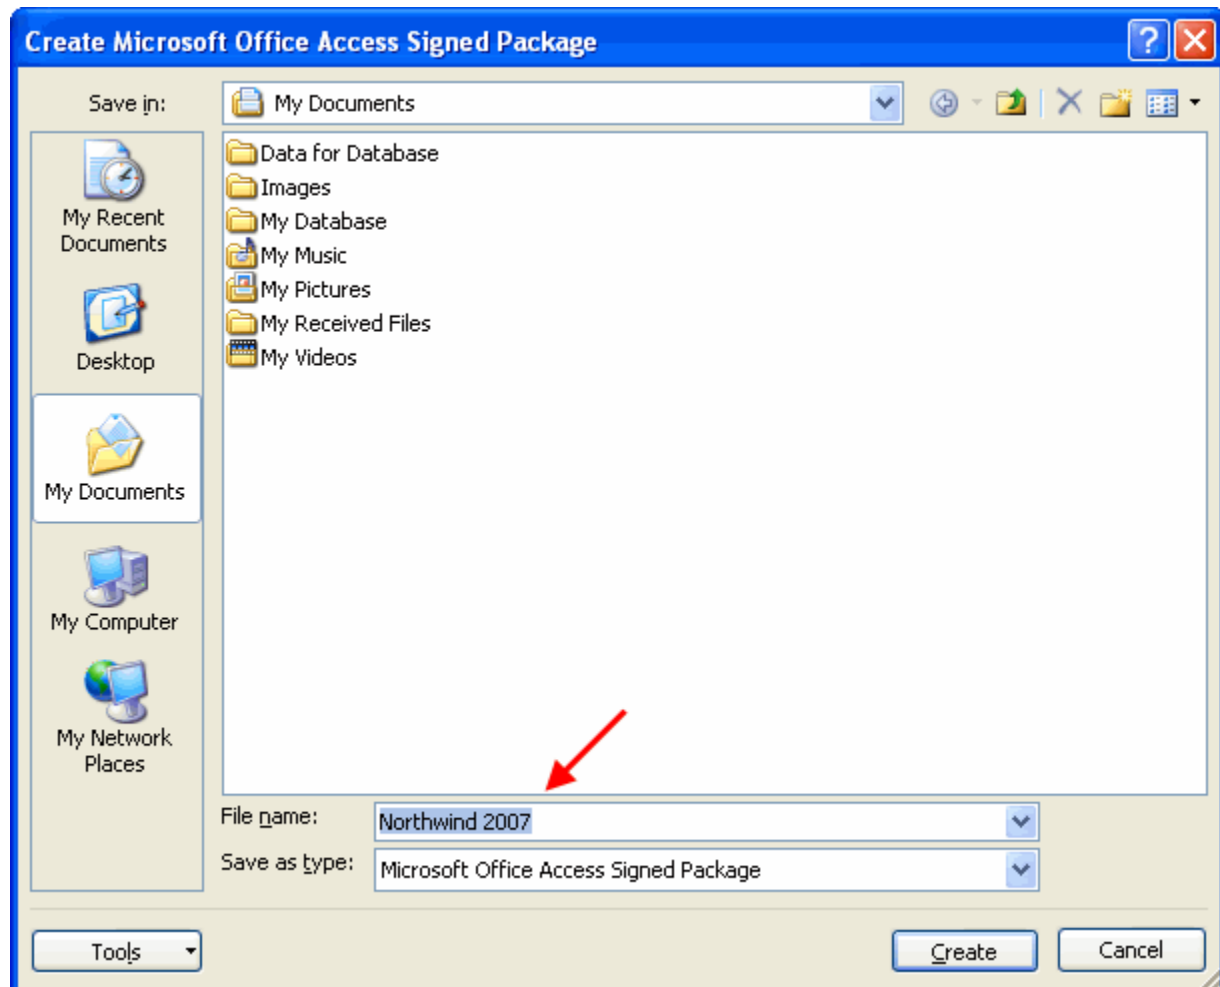 Create Microsoft Office Access Signed Package
?
Save in:
My Documents
Data for Database
Images
My Database
My Music
My Pictures
My Received Files
My Videos
My Recent
Documents
Desktop
My Documents
My Computer
My Network
Places
File name:
Northwind 2007
Save as type:
Microsoft Office Access Signed Package
Tools
Create
Cancel